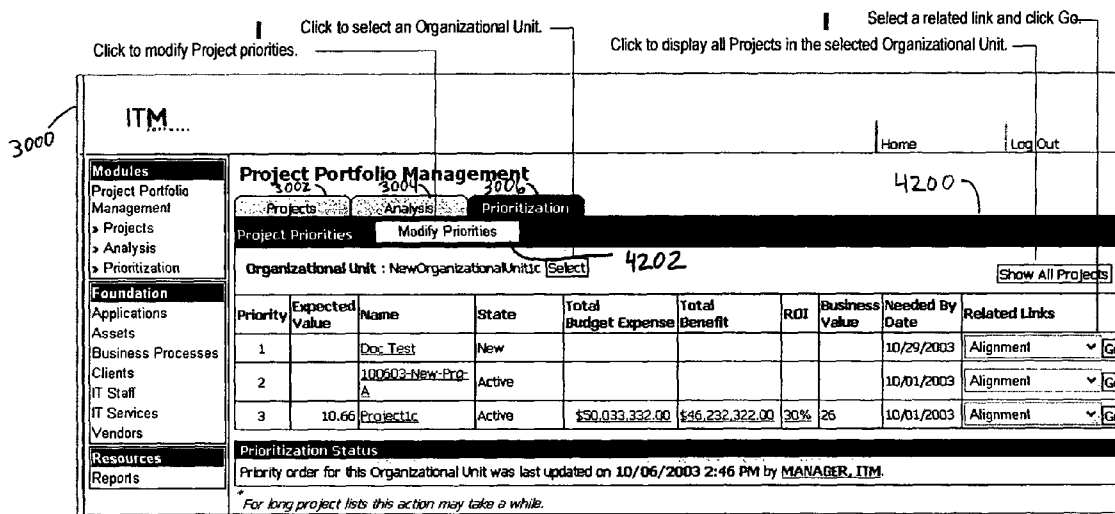 Click to select an Organizational Unit.
Select a related link and click Go.
Click to modify Project priorities.
Click to display all Projects in the selected Organizational Unit.
3000
ITM
software
Home
Log Out
Modules
Project Portfolio
Management
» Projects
» Analysis
» Prioritization
Foundation
Applications
Assets
Business Processes
Clients
IT Staff
IT Services
Vendors
Resources
Reports
Project Portfolio Management
3002 3004 3006
4200
Projects Analysis Prioritization
Project Priorities Modify Priorities
4202
Organizational Unit : NewOrganizationalUnit1c Select
Show All Projects
Priority Expected Value Name State Total Budget Expense Total Benefit ROI Business Value Needed By Date Related Links
1 Doc Test New 10/29/2003 Alignment Go
2 100603-New-Prg-A Active 10/01/2003 Alignment Go
3 10.66 Project1c Active $50,033,332.00 $46,232,322.00 30% 26 10/01/2003 Alignment Go
Prioritization Status
Priority order for this Organizational Unit was last updated on 10/06/2003 2:46 PM by MANAGER, ITM.
* For long project lists this action may take a while.